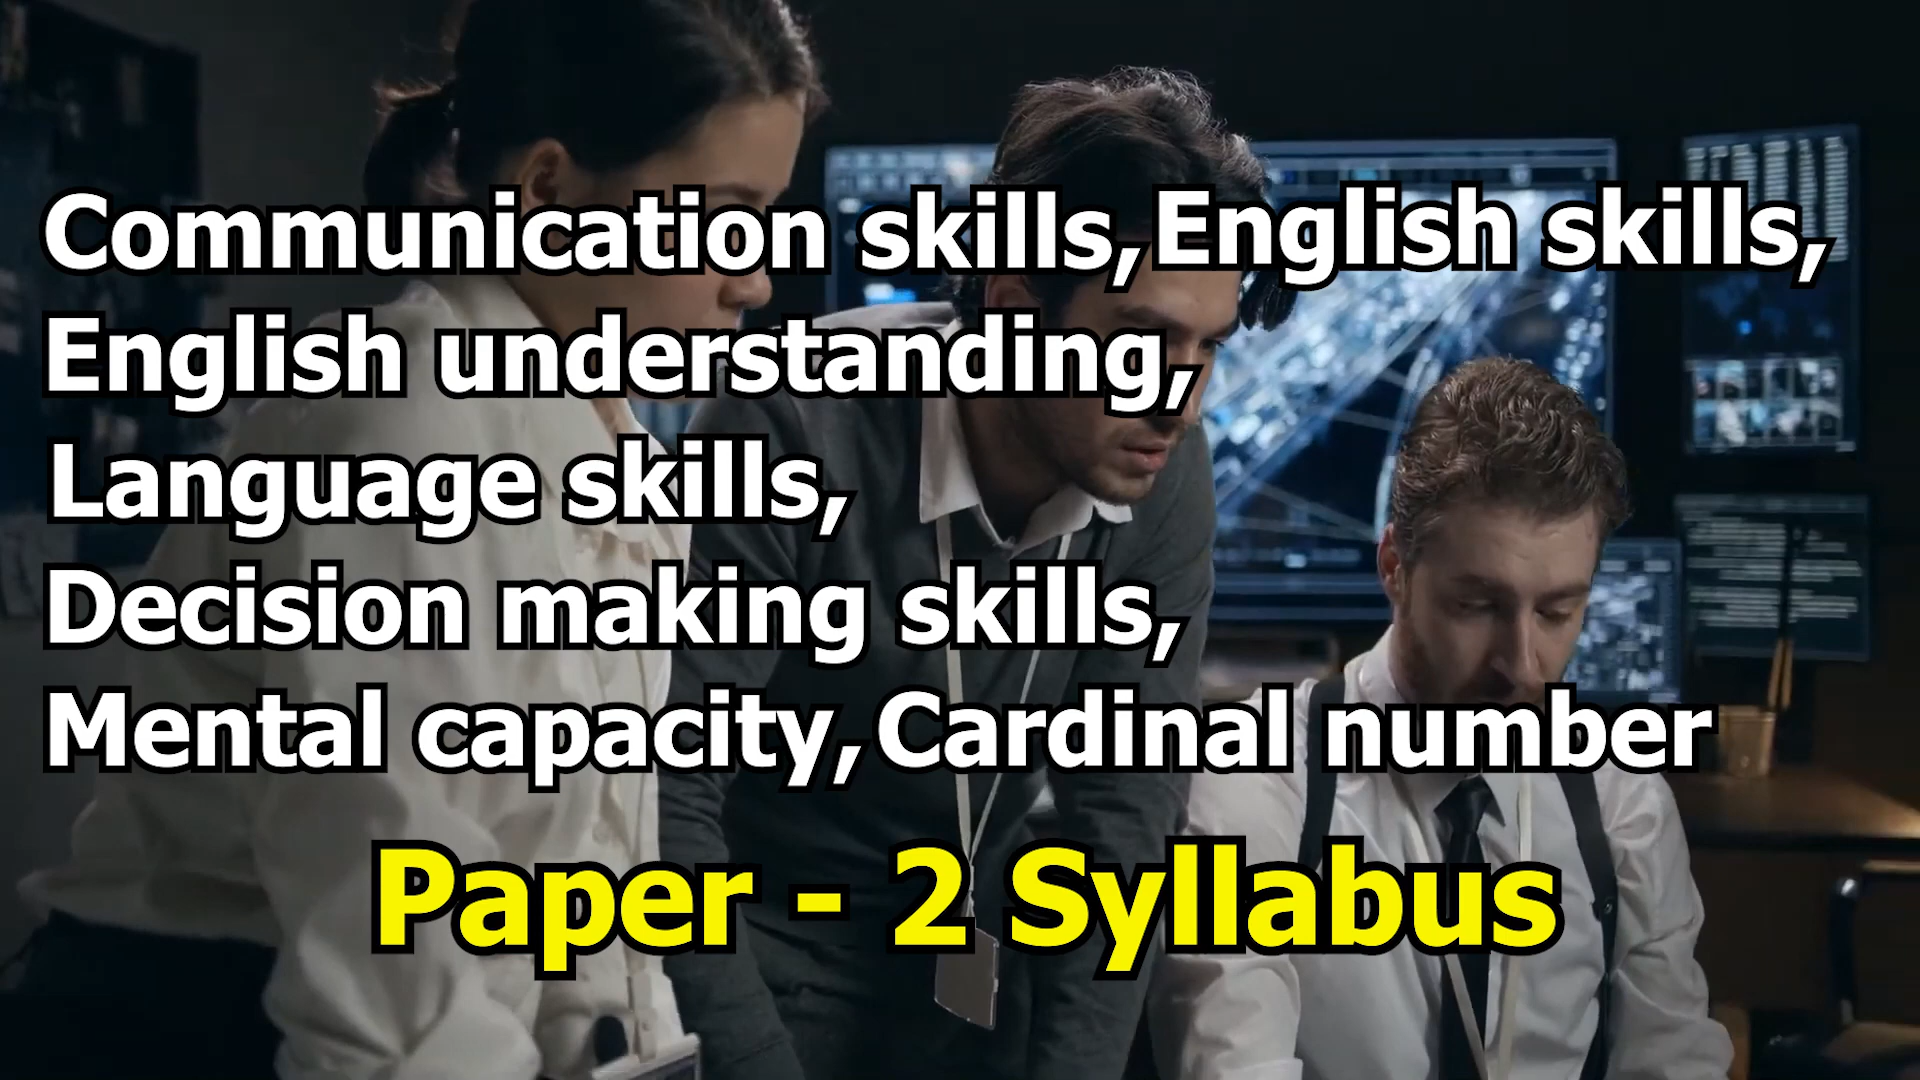 Communication skills, English skills,
English understanding,
Language skills,
Decision making skills,
Mental capacity, Cardinal number
Paper - 2 Syllabus